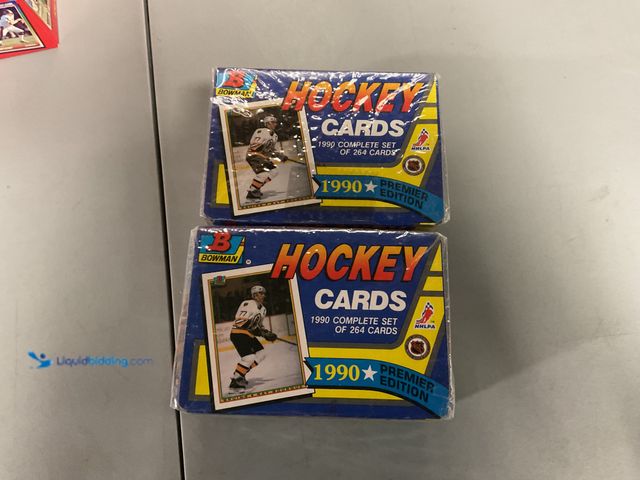 B
BOWMAN
HOCKEY
CARDS
1990 COMPLETE SET
OF 264 CARDS
NHLPA
1990 ★ PREMIER
EDITION
B
BOWMAN
HOCKEY
CARDS
1990 COMPLETE SET
OF 264 CARDS
NHLPA
1990 ★ PREMIER
EDITION
Liquidbidding.com